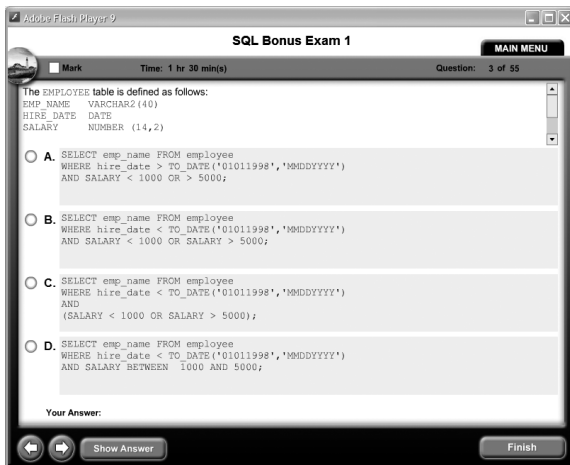 Adobe Flash Player 9
SQL Bonus Exam 1
MAIN MENU
Mark
Time: 1 hr 30 min(s)
Question: 3 of 55
The EMPLOYEE table is defined as follows:
EMP_NAME VARCHAR2(40)
HIRE_DATE DATE
SALARY NUMBER (14,2)
A. SELECT emp_name FROM employee
WHERE hire_date > TO_DATE('01011998','MMDDYYYY')
AND SALARY < 1000 OR > 5000;
B. SELECT emp_name FROM employee
WHERE hire_date < TO_DATE('01011998','MMDDYYYY')
AND SALARY < 1000 OR SALARY > 5000;
C. SELECT emp_name FROM employee
WHERE hire_date < TO_DATE('01011998','MMDDYYYY')
AND
(SALARY < 1000 OR SALARY > 5000);
D. SELECT emp_name FROM employee
WHERE hire_date < TO_DATE('01011998','MMDDYYYY')
AND SALARY BETWEEN 1000 AND 5000;
Your Answer:
Show Answer
Finish